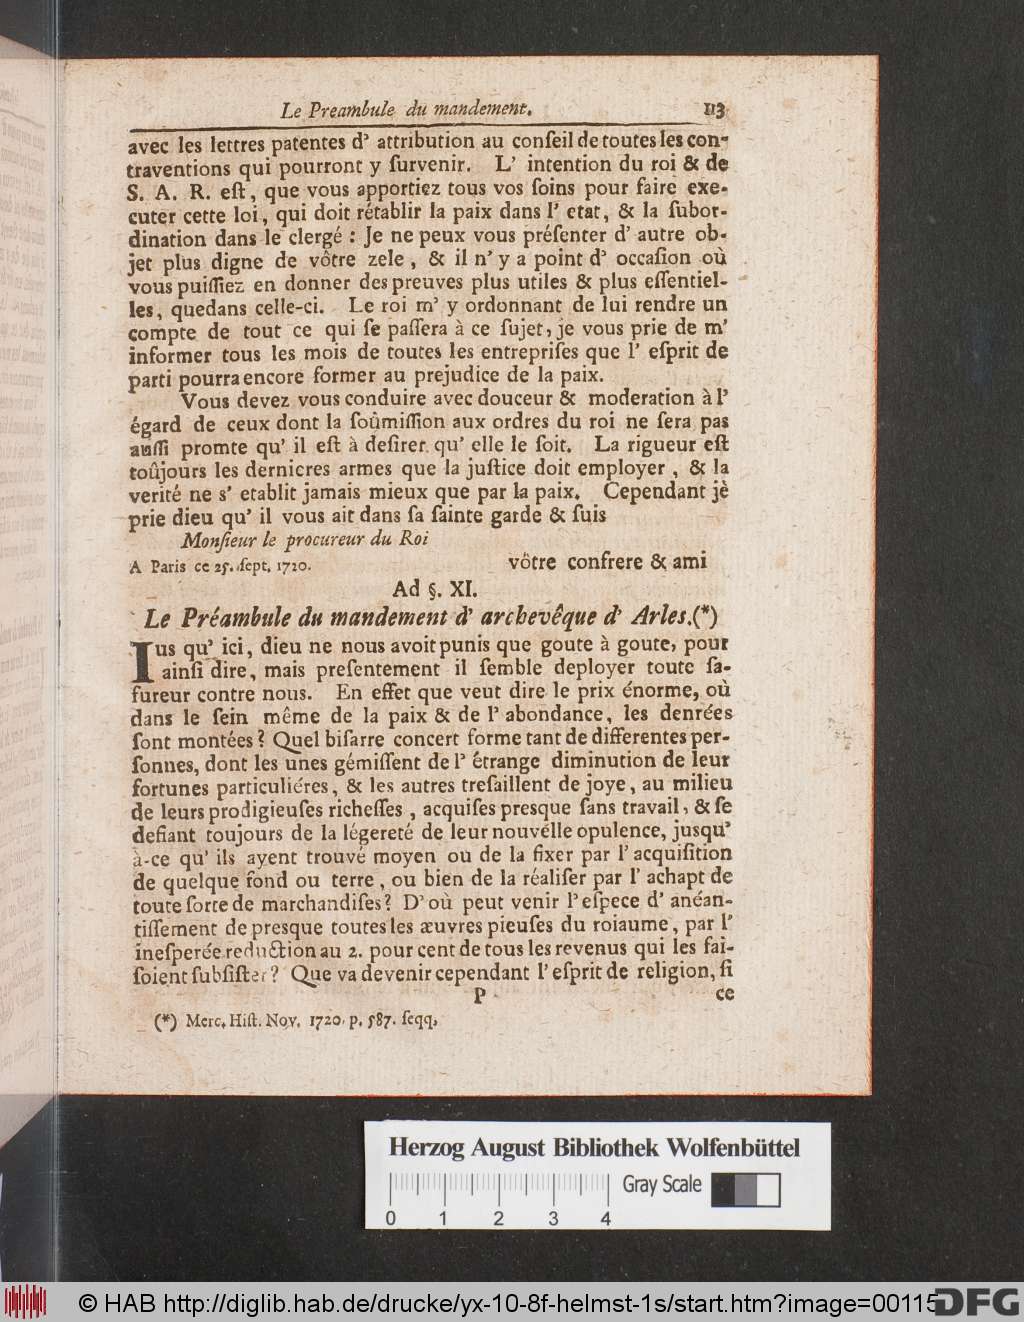 Le Preambule du mandement. 113
avec les lettres patentes d' attribution au conſeil de toutes les con-
traventions qui pourront y ſurvenir. L' intention du roi & de
S. A. R. eſt, que vous apportiez tous vos ſoins pour faire exe-
cuter cette loi, qui doit rétablir la paix dans l' etat, & la ſubor-
dination dans le clergé : Je ne peux vous préſenter d' autre ob-
jet plus digne de vôtre zele, & il n' y a point d' occaſion où
vous puiſſiez en donner des preuves plus utiles & plus eſſentiel-
les, quedans celle-ci. Le roi m' y ordonnant de lui rendre un
compte de tout ce qui ſe paſſera à ce ſujet, je vous prie de m'
informer tous les mois de toutes les entrepriſes que l' eſprit de
parti pourra encore former au prejudice de la paix.
Vous devez vous conduire avec douceur & moderation à l'
égard de ceux dont la ſoûmiſſion aux ordres du roi ne ſera pas
auſſi promte qu' il eſt à deſirer qu' elle le ſoit. La rigueur eſt
toûjours les dernieres armes que la juſtice doit employer, & la
verité ne s' etablit jamais mieux que par la paix. Cependant jè
prie dieu qu' il vous ait dans ſa ſainte garde & ſuis
Monſieur le procureur du Roi
A Paris ce 25. ſept. 1720. vôtre confrere & ami
Ad §. XI.
Le Préambule du mandement d' archevêque d' Arles.(*)
Ius qu' ici, dieu ne nous avoit punis que goute à goute, pour
ainſi dire, mais preſentement il ſemble deployer toute ſa-
fureur contre nous. En effet que veut dire le prix énorme, où
dans le ſein même de la paix & de l' abondance, les denrées
ſont montées? Quel biſarre concert forme tant de differentes per-
ſonnes, dont les unes gémiſſent de l' étrange diminution de leur
fortunes particuliéres, & les autres treſaillent de joye, au milieu
de leurs prodigieuſes richeſſes, acquiſes presque ſans travail, & ſe
defiant toujours de la légereté de leur nouvelle opulence, jusqu'
à-ce qu' ils ayent trouvé moyen ou de la fixer par l' acquiſition
de quelque fond ou terre, ou bien de la réaliſer par l' achapt de
toute ſorte de marchandiſes? D' où peut venir l' eſpece d' anéan-
tiſſement de presque toutes les œuvres pieuſes du roiaume, par l'
ineſperée reduction au 2. pour cent de tous les revenus qui les fai-
ſoient ſubſiſter? Que va devenir cependant l' eſprit de religion, ſi
P ce
(*) Merc. Hiſt. Nov. 1720. p. 587. ſeqq.
Herzog August Bibliothek Wolfenbüttel
Gray Scale
0 1 2 3 4
© HAB http://diglib.hab.de/drucke/yx-10-8f-helmst-1s/start.htm?image=00115
DFG